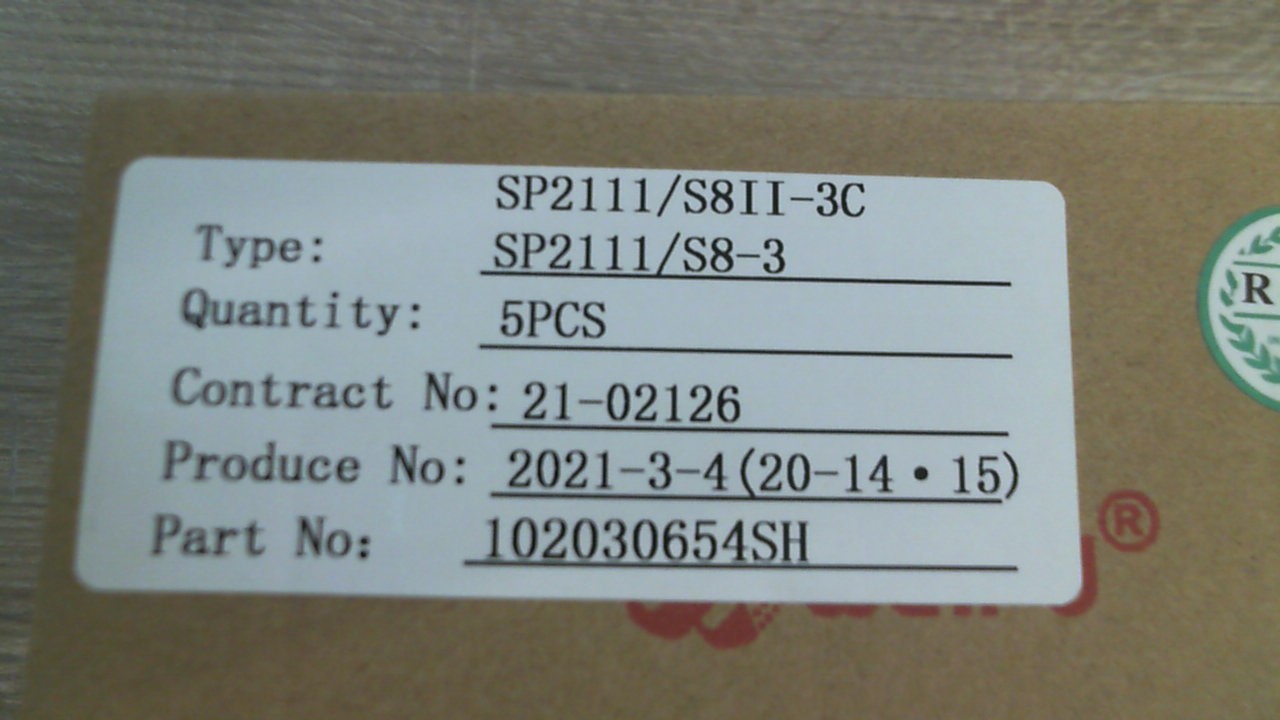 SP2111/S8II-3C
Type: SP2111/S8-3
Quantity: 5PCS
Contract No: 21-02126
Produce No: 2021-3-4(20-14·15)
Part No: 102030654SH
R
®